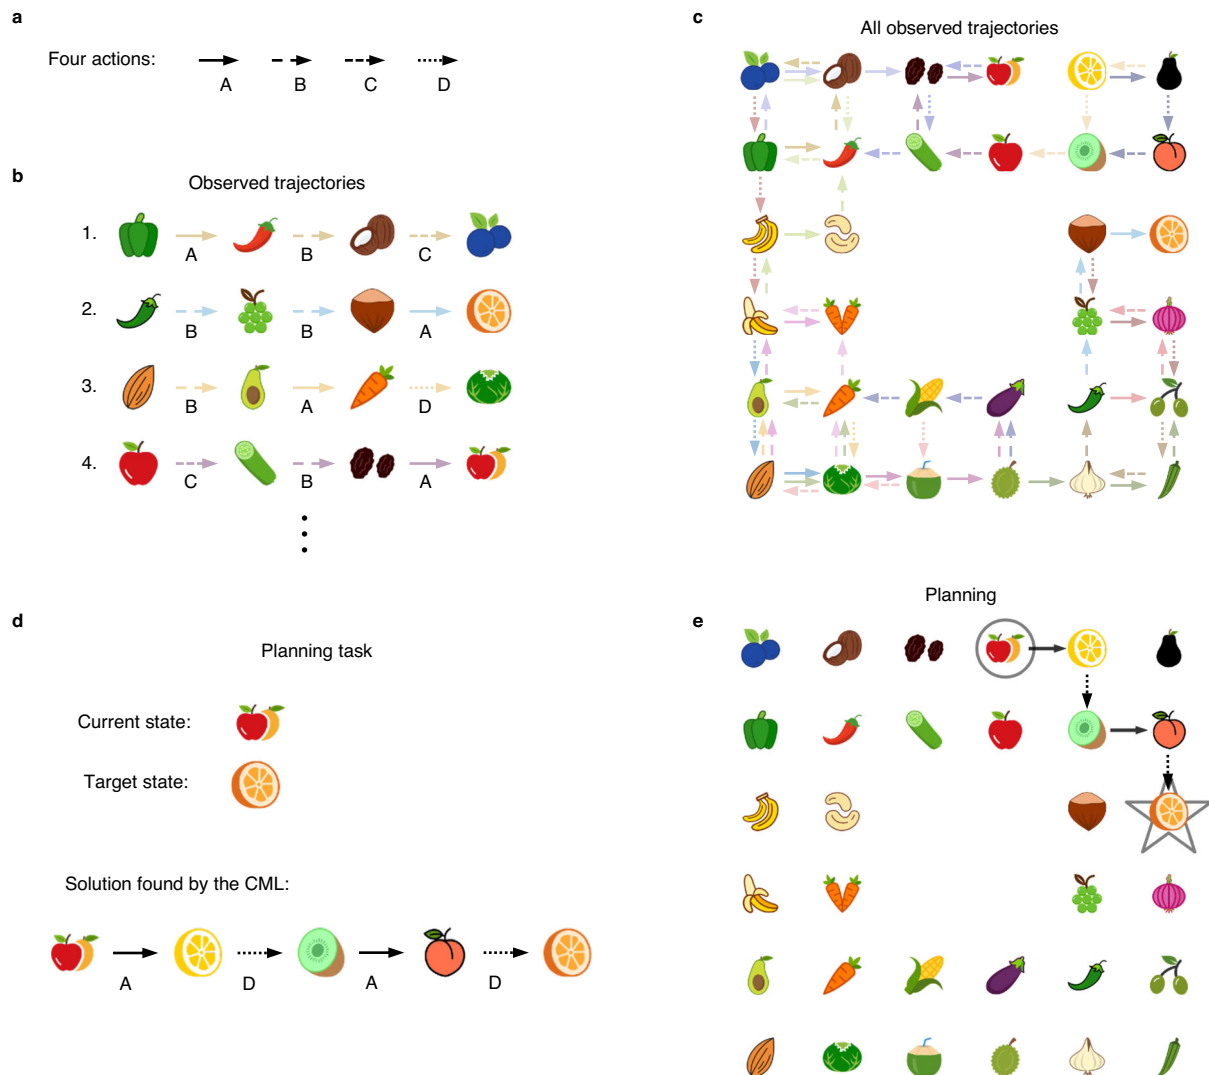 a
Four actions:
A B C D
b
Observed trajectories
1.
A B C
2.
B B A
3.
B A D
4.
C B A
c
All observed trajectories
d
Planning task
Current state:
Target state:
Solution found by the CML:
A D A D
e
Planning